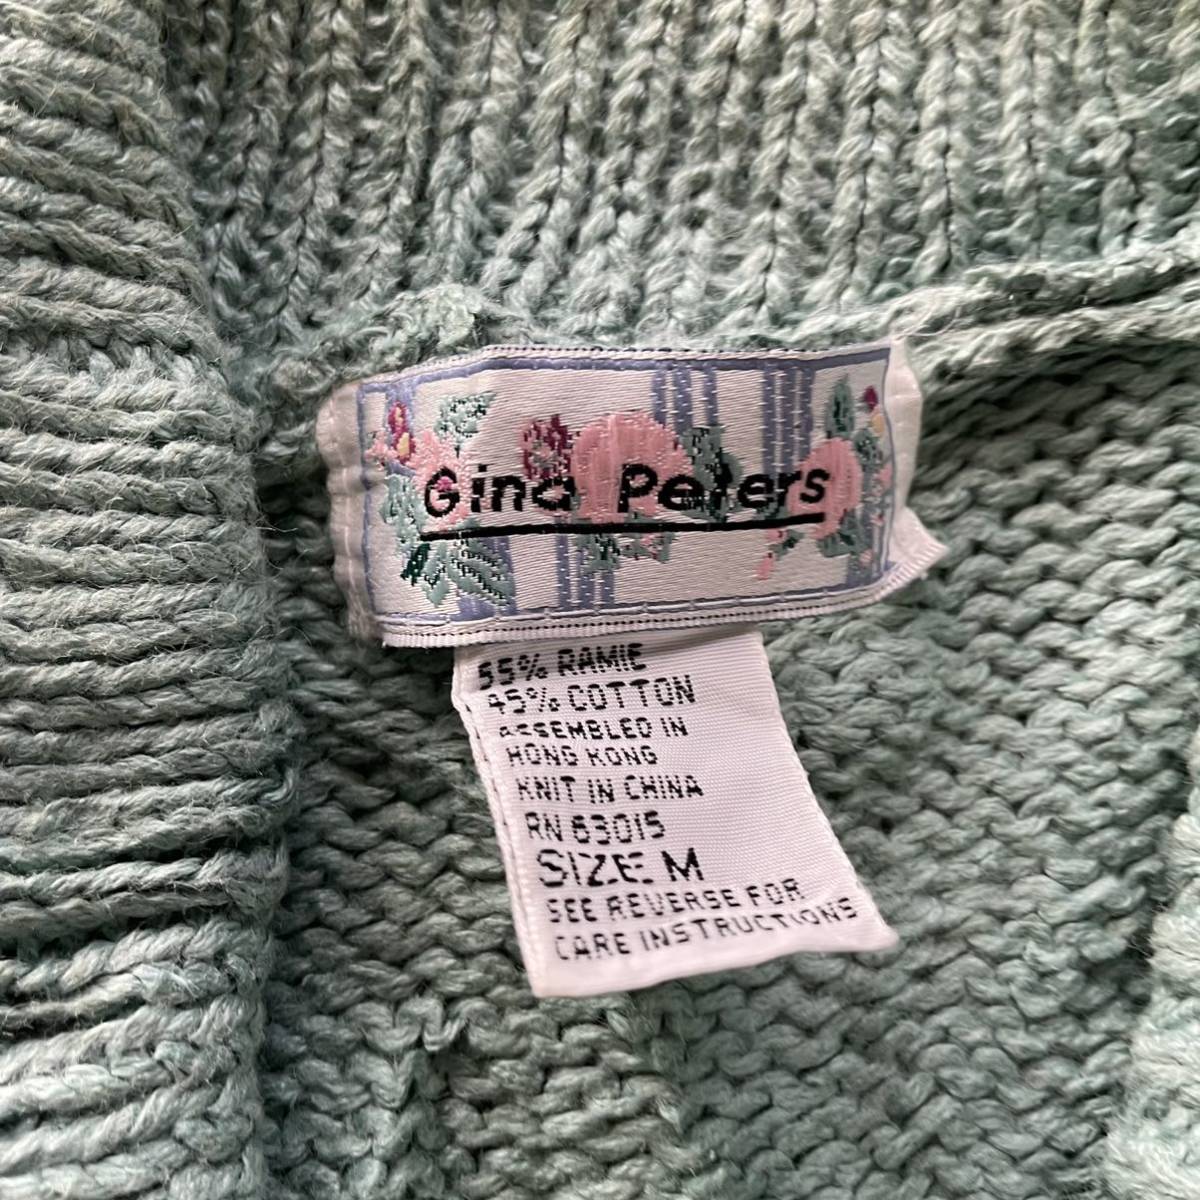 Gina Peters
55% RAMIE
45% COTTON
ASSEMBLED IN
HONG KONG
KNIT IN CHINA
RN 63015
SIZE: M
SEE REVERSE FOR
CARE INSTRUCTIONS